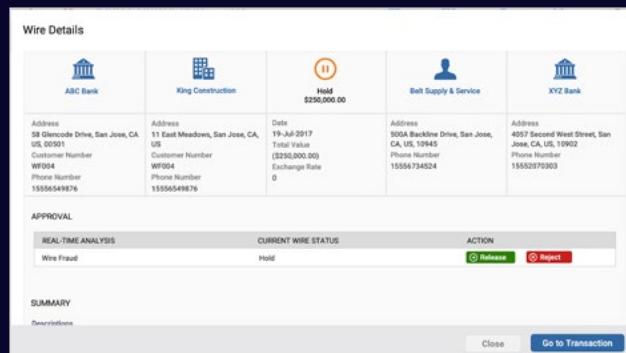 Wire Details
ABC Bank
King Construction
Hold
$250,000.00
Belt Supply & Service
XYZ Bank
Address
58 Glencode Drive, San Jose, CA
US, 00501
Customer Number
WF004
Phone Number
15556549876
Address
11 East Meadows, San Jose, CA,
US
Customer Number
WF004
Phone Number
15556549876
Date
19-Jul-2017
Total Value
($250,000.00)
Exchange Rate
0
Address
500A Backline Drive, San Jose,
CA, US, 10945
Phone Number
15556734524
Address
4057 Second West Street, San
Jose, CA, US, 10902
Phone Number
15552070303
APPROVAL
REAL-TIME ANALYSIS CURRENT WIRE STATUS ACTION
Wire Fraud Hold Release Reject
SUMMARY
Descriptions
Close Go to Transaction